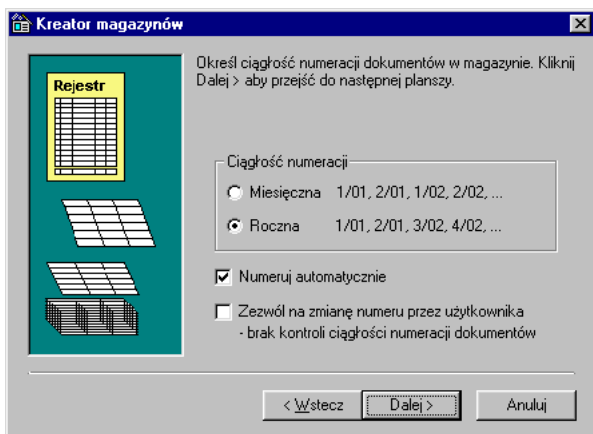 Kreator magazynów
Określ ciągłość numeracji dokumentów w magazynie. Kliknij
Dalej > aby przejść do następnej planszy.
Rejestr
Ciągłość numeracji
Miesięczna 1/01, 2/01, 1/02, 2/02, ...
Roczna 1/01, 2/01, 3/02, 4/02, ...
Numeruj automatycznie
Zezwól na zmianę numeru przez użytkownika
- brak kontroli ciągłości numeracji dokumentów
< Wstecz
Dalej >
Anuluj